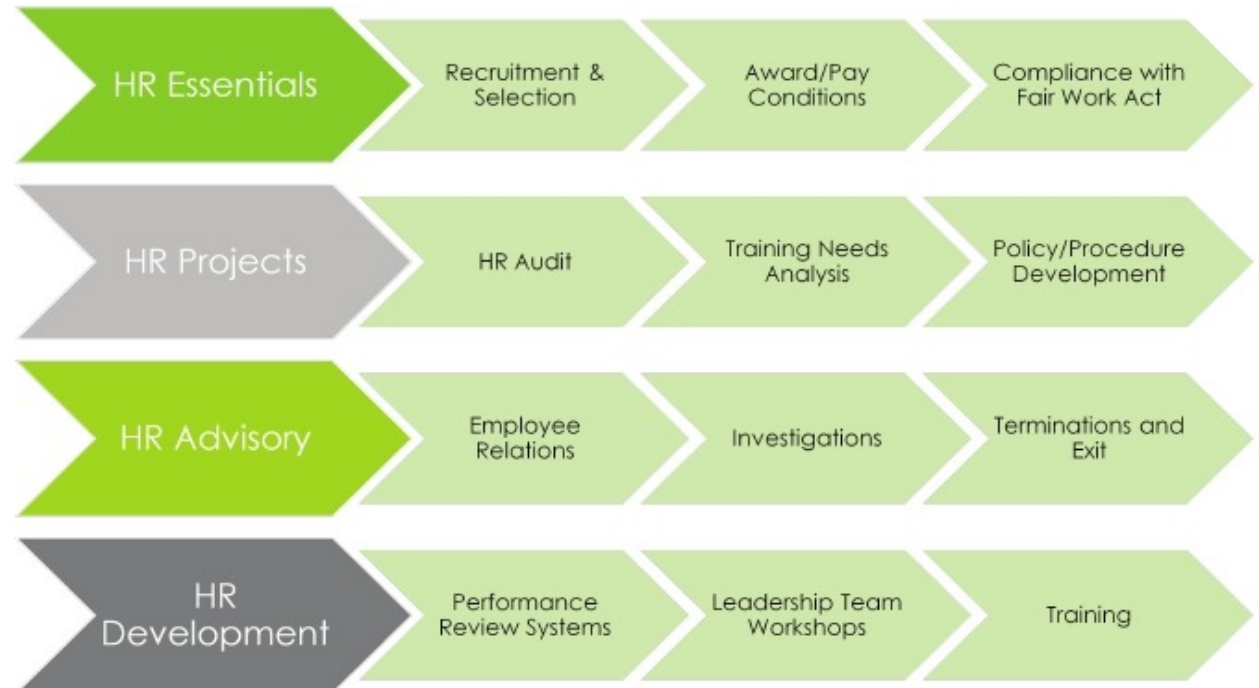 HR Essentials
Recruitment &
Selection
Award/Pay
Conditions
Compliance with
Fair Work Act
HR Projects
HR Audit
Training Needs
Analysis
Policy/Procedure
Development
HR Advisory
Employee
Relations
Investigations
Terminations and
Exit
HR
Development
Performance
Review Systems
Leadership Team
Workshops
Training